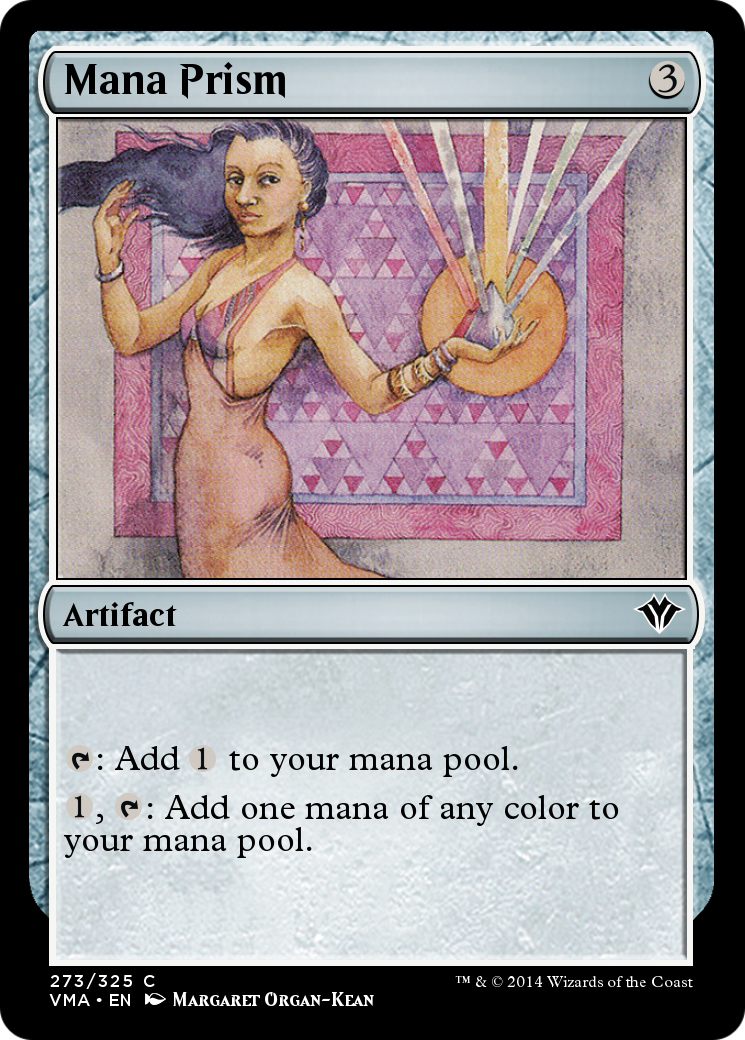 Mana Prism 3
Artifact
: Add 1 to your mana pool.
1, : Add one mana of any color to
your mana pool.
273/325 C
VMA • EN Margaret Organ-Kean
™ & © 2014 Wizards of the Coast